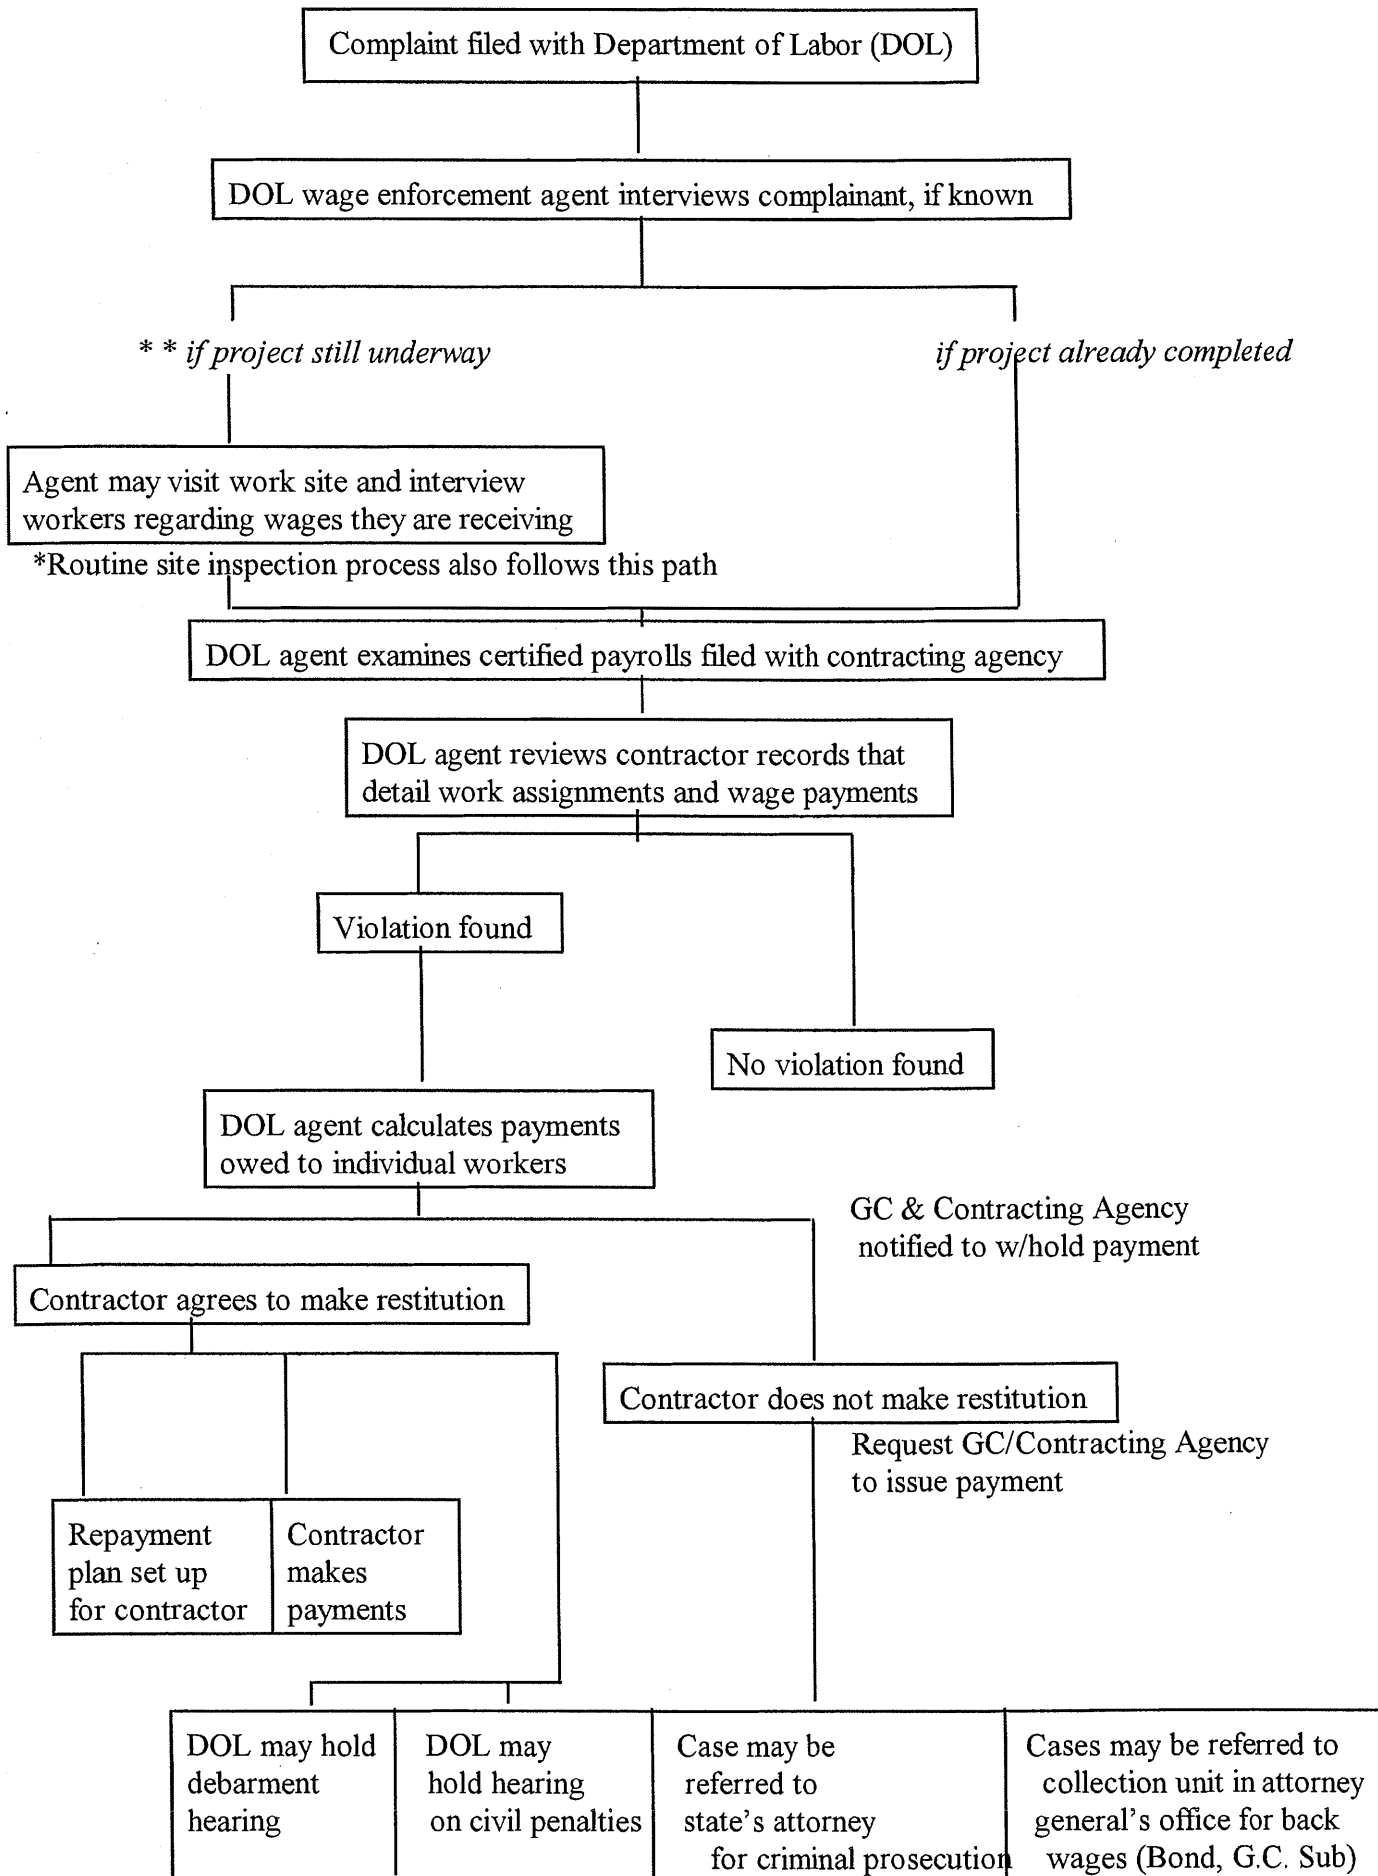 Complaint filed with Department of Labor (DOL)
DOL wage enforcement agent interviews complainant, if known
* * if project still underway
if project already completed
Agent may visit work site and interview
workers regarding wages they are receiving
*Routine site inspection process also follows this path
DOL agent examines certified payrolls filed with contracting agency
DOL agent reviews contractor records that
detail work assignments and wage payments
Violation found
No violation found
DOL agent calculates payments
owed to individual workers
GC & Contracting Agency
notified to w/hold payment
Contractor agrees to make restitution
Contractor does not make restitution
Request GC/Contracting Agency
to issue payment
Repayment
plan set up
for contractor
Contractor
makes
payments
DOL may hold
debarment
hearing
DOL may
hold hearing
on civil penalties
Case may be
referred to
state's attorney
for criminal prosecution
Cases may be referred to
collection unit in attorney
general's office for back
wages (Bond, G.C. Sub)